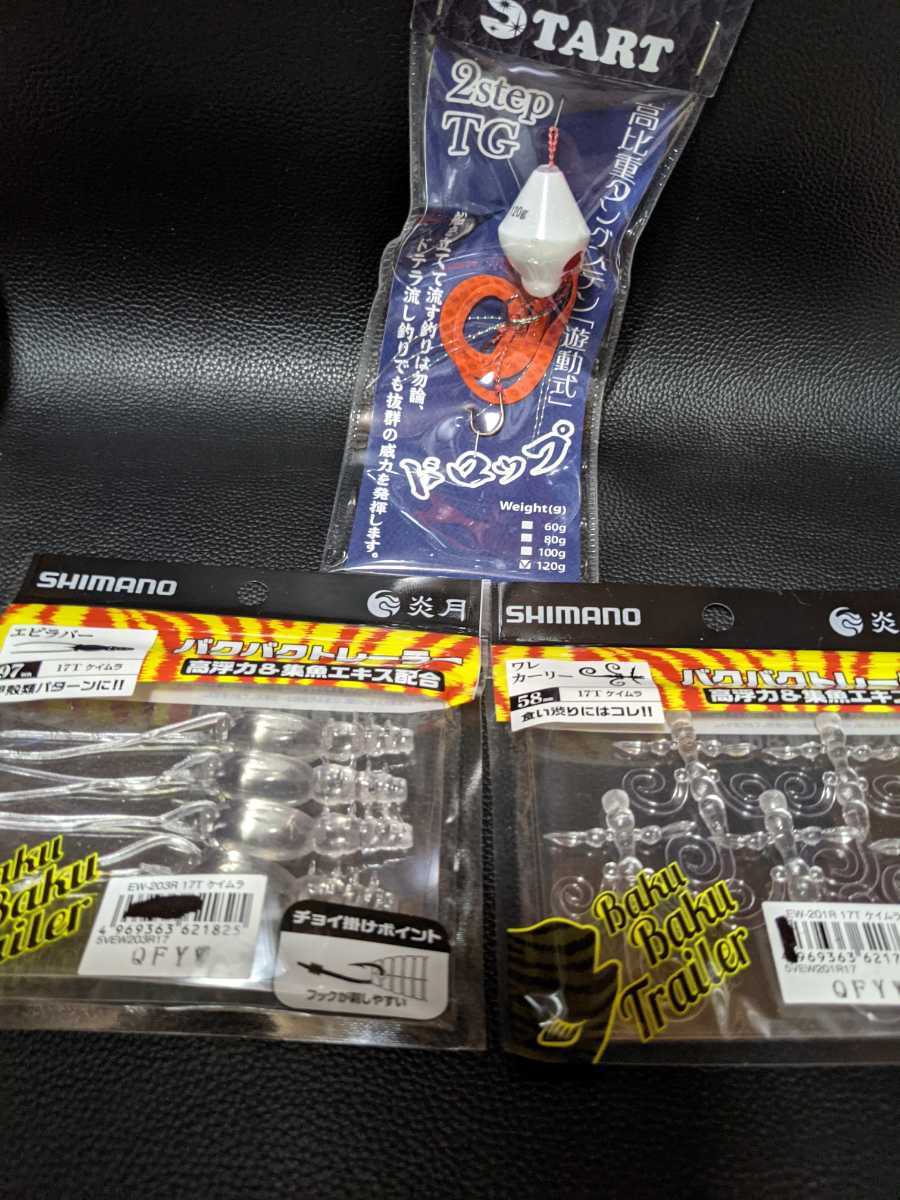 START
2step
TG
高比重タングステン「遊動式」
120g
船を立てて流す釣りは勿論、
ドテラ流し釣りでも抜群の威力を発揮します。
ドロップ
Weight(g)
60g
80g
100g
120g
SHIMANO
炎月
エビラバー
97mm
17T ケイムラ
甲殻類パターンに!!
バクバクトレーラー
高浮力&集魚エキス配合
Baku
Baku
Trailer
EW-203R 17T ケイムラ
4 969363 621825
5VEW203R17
QFY
チョイ掛けポイント
フックが刺しやすい
SHIMANO
炎
ワレ
カーリー
58mm
17T ケイムラ
食い渋りにはコレ!!
バクバクトレー
高浮力&集魚エキス
Baku
Baku
Trailer
EW-201R 17T ケイムラ
4969363 6217
5VEW201R17
QFY